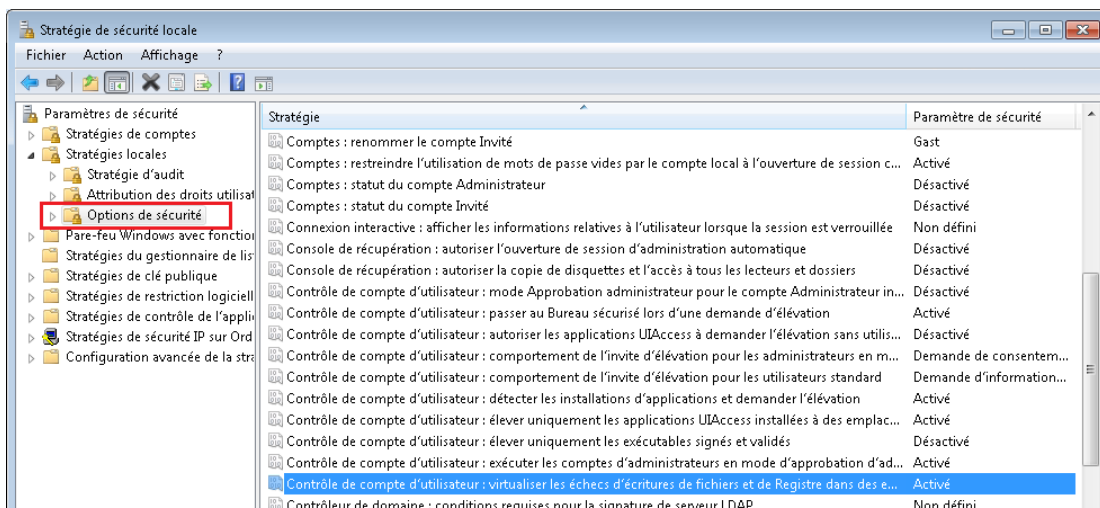 Stratégie de sécurité locale
Fichier Action Affichage ?
Paramètres de sécurité
Stratégies de comptes
Stratégies locales
Stratégie d'audit
Attribution des droits utilisat
Options de sécurité
Pare-feu Windows avec fonction
Stratégies du gestionnaire de lis
Stratégies de clé publique
Stratégies de restriction logiciell
Stratégies de contrôle de l'appli
Stratégies de sécurité IP sur Ord
Configuration avancée de la stra
Stratégie Paramètre de sécurité
Comptes : renommer le compte Invité Gast
Comptes : restreindre l'utilisation de mots de passe vides par le compte local à l'ouverture de session c... Activé
Comptes : statut du compte Administrateur Désactivé
Comptes : statut du compte Invité Désactivé
Connexion interactive : afficher les informations relatives à l'utilisateur lorsque la session est verrouillée Non défini
Console de récupération : autoriser l'ouverture de session d'administration automatique Désactivé
Console de récupération : autoriser la copie de disquettes et l'accès à tous les lecteurs et dossiers Désactivé
Contrôle de compte d'utilisateur : mode Approbation administrateur pour le compte Administrateur in... Désactivé
Contrôle de compte d'utilisateur : passer au Bureau sécurisé lors d'une demande d'élévation Activé
Contrôle de compte d'utilisateur : autoriser les applications UIAccess à demander l'élévation sans utilis... Désactivé
Contrôle de compte d'utilisateur : comportement de l'invite d'élévation pour les administrateurs en m... Demande de consentem...
Contrôle de compte d'utilisateur : comportement de l'invite d'élévation pour les utilisateurs standard Demande d'information...
Contrôle de compte d'utilisateur : détecter les installations d'applications et demander l'élévation Activé
Contrôle de compte d'utilisateur : élever uniquement les applications UIAccess installées à des emplac... Activé
Contrôle de compte d'utilisateur : élever uniquement les exécutables signés et validés Désactivé
Contrôle de compte d'utilisateur : exécuter les comptes d'administrateurs en mode d'approbation d'ad... Activé
Contrôle de compte d'utilisateur : virtualiser les échecs d'écritures de fichiers et de Registre dans des e... Activé
Contrôleur de domaine : conditions requises pour la signature de serveur LDAP Non défini